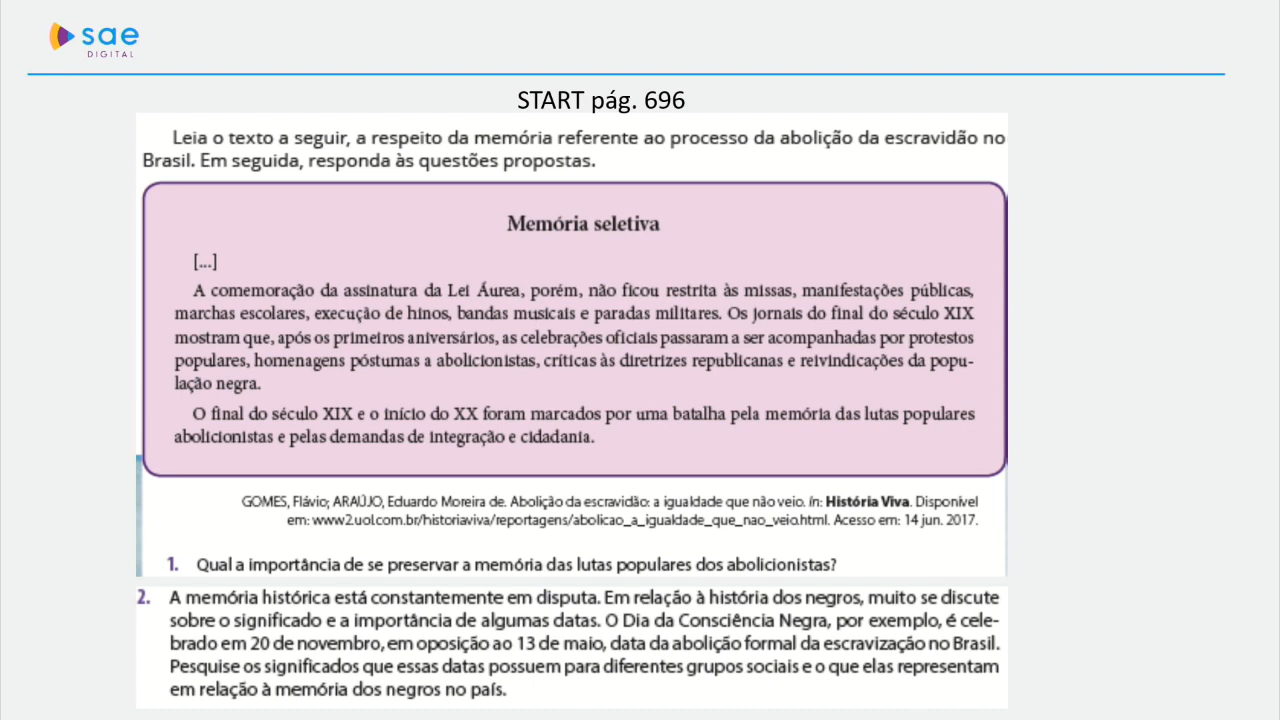 sae
DIGITAL
START pág. 696
Leia o texto a seguir, a respeito da memória referente ao processo da abolição da escravidão no
Brasil. Em seguida, responda às questões propostas.
Memória seletiva
[...]
A comemoração da assinatura da Lei Áurea, porém, não ficou restrita às missas, manifestações públicas,
marchas escolares, execução de hinos, bandas musicais e paradas militares. Os jornais do final do século XIX
mostram que, após os primeiros aniversários, as celebrações oficiais passaram a ser acompanhadas por protestos
populares, homenagens póstumas a abolicionistas, críticas às diretrizes republicanas e reivindicações da popu-
lação negra.
O final do século XIX e o início do XX foram marcados por uma batalha pela memória das lutas populares
abolicionistas e pelas demandas de integração e cidadania.
GOMES, Flávio; ARAÚJO, Eduardo Moreira de. Abolição da escravidão: a igualdade que não veio. In: História Viva. Disponível
em: www2.uol.com.br/historiaviva/reportagens/abolicao_a_igualdade_que_nao_veio.html. Acesso em: 14 jun. 2017.
1. Qual a importância de se preservar a memória das lutas populares dos abolicionistas?
2. A memória histórica está constantemente em disputa. Em relação à história dos negros, muito se discute
sobre o significado e a importância de algumas datas. O Dia da Consciência Negra, por exemplo, é cele-
brado em 20 de novembro, em oposição ao 13 de maio, data da abolição formal da escravização no Brasil.
Pesquise os significados que essas datas possuem para diferentes grupos sociais e o que elas representam
em relação à memória dos negros no país.